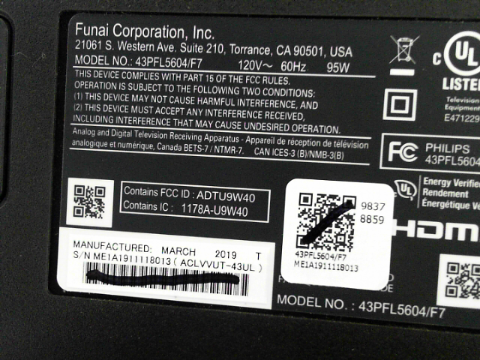 Funai Corporation, Inc.
21061 S. Western Ave. Suite 210, Torrance, CA 90501, USA
MODEL NO.: 43PFL5604/F7 120V~ 60Hz 95W
THIS DEVICE COMPLIES WITH PART 15 OF THE FCC RULES.
OPERATION IS SUBJECT TO THE FOLLOWING TWO CONDITIONS:
(1) THIS DEVICE MAY NOT CAUSE HARMFUL INTERFERENCE, AND
(2) THIS DEVICE MUST ACCEPT ANY INTERFERENCE RECEIVED,
INCLUDING INTERFERENCE THAT MAY CAUSE UNDESIRED OPERATION.
Analog and Digital Television Receiving Apparatus - Appareil de réception de télévision
analogique et numérique, Canada BETS-7 / NTMR-7. CAN ICES-3 (B)/NMB-3(B)
C UL
LISTED
Television
Equipment
E471229
FC
PHILIPS
43PFL5604
UL
Energy Verified
HDMI
Contains FCC ID : ADTU9W40
Contains IC : 1178A-U9W40
MANUFACTURED: MARCH 2019 T
S/N ME1A1911118013 (ACLVVUT-43UL)
9837
8859
43PFL5604/F7
ME1A1911118013
MODEL NO.: 43PFL5604/F7